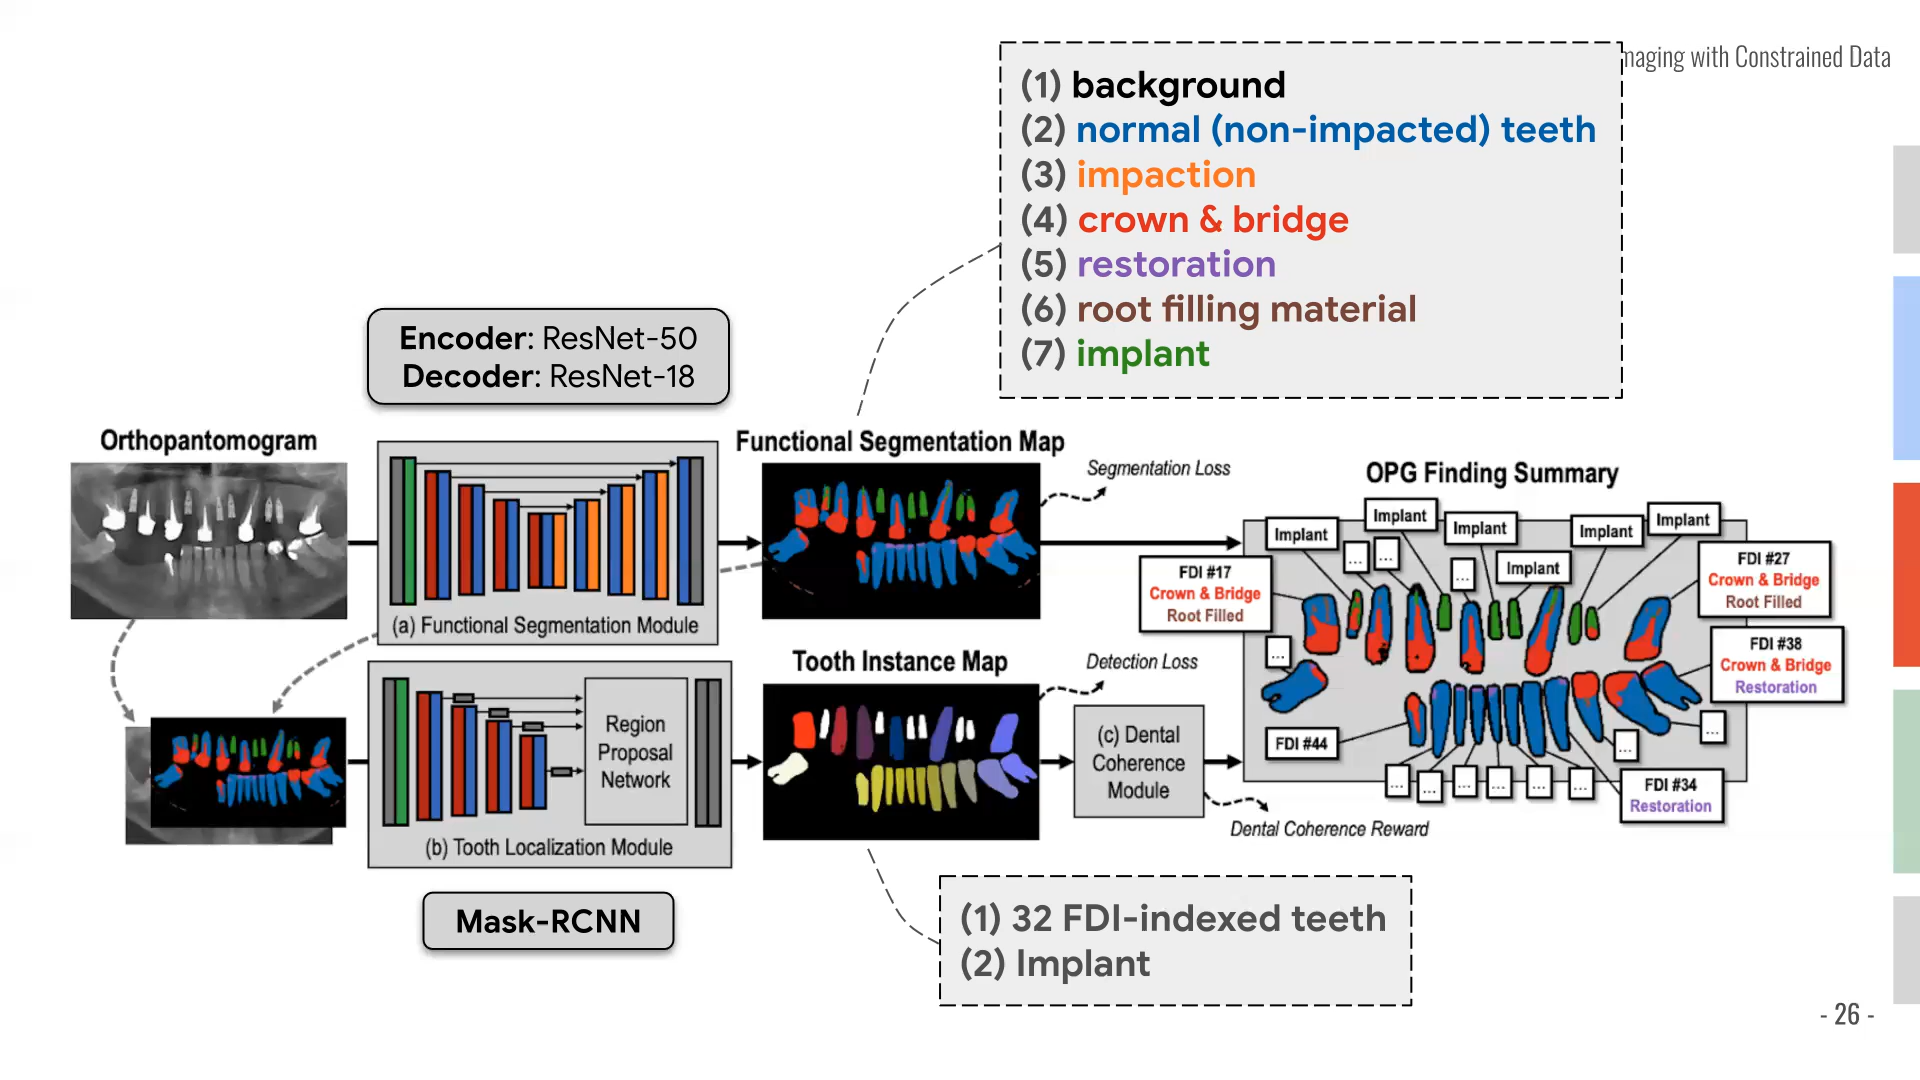 maging with Constrained Data
(1) background
(2) normal (non-impacted) teeth
(3) impaction
(4) crown & bridge
(5) restoration
(6) root filling material
(7) implant
Encoder: ResNet-50
Decoder: ResNet-18
Orthopantomogram
(a) Functional Segmentation Module
Functional Segmentation Map
Segmentation Loss
OPG Finding Summary
Implant
Implant
Implant
Implant
Implant
Implant
...
...
...
FDI #17
Crown & Bridge
Root Filled
FDI #27
Crown & Bridge
Root Filled
FDI #38
Crown & Bridge
Restoration
...
...
...
FDI #44
FDI #34
Restoration
...
...
...
...
...
...
Region
Proposal
Network
(b) Tooth Localization Module
Tooth Instance Map
Detection Loss
(c) Dental
Coherence
Module
Dental Coherence Reward
Mask-RCNN
(1) 32 FDI-indexed teeth
(2) Implant
- 26 -